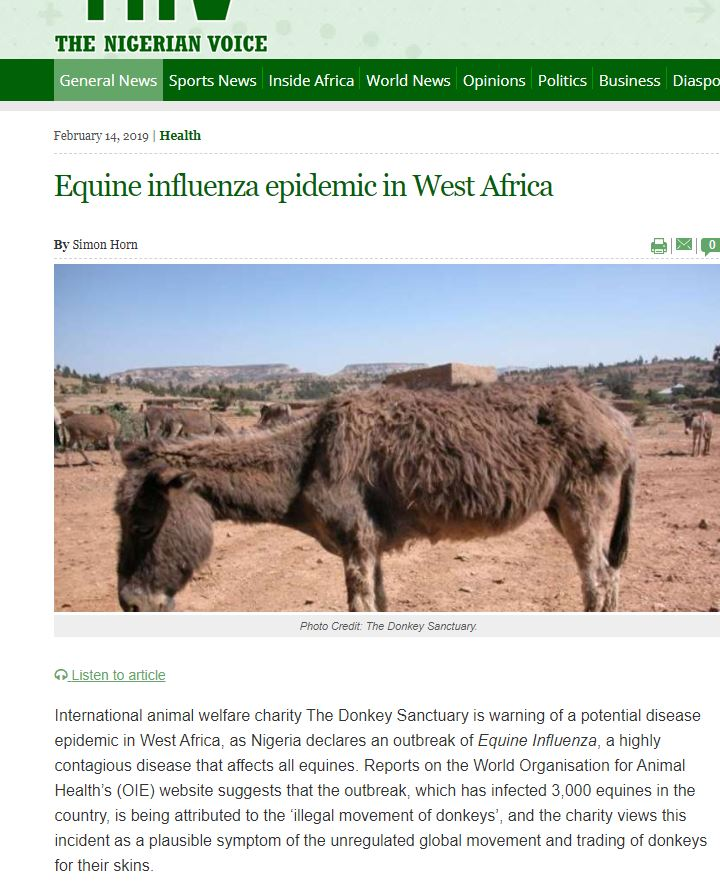 THE NIGERIAN VOICE
General News Sports News Inside Africa World News Opinions Politics Business Diaspo
February 14, 2019 | Health
Equine influenza epidemic in West Africa
By Simon Horn
0
Photo Credit: The Donkey Sanctuary.
Listen to article
International animal welfare charity The Donkey Sanctuary is warning of a potential disease
epidemic in West Africa, as Nigeria declares an outbreak of Equine Influenza, a highly
contagious disease that affects all equines. Reports on the World Organisation for Animal
Health’s (OIE) website suggests that the outbreak, which has infected 3,000 equines in the
country, is being attributed to the ‘illegal movement of donkeys’, and the charity views this
incident as a plausible symptom of the unregulated global movement and trading of donkeys
for their skins.